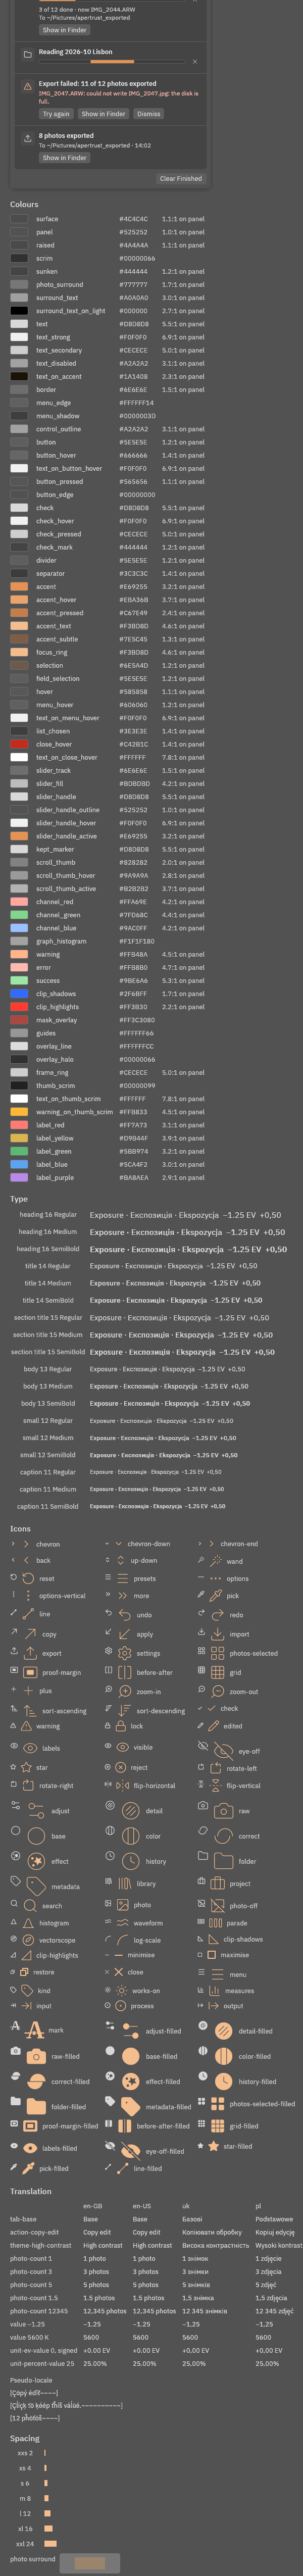 3 of 12 done · now IMG_2044.ARW
To ~/Pictures/apertrust_exported
Show in Finder
Reading 2026-10 Lisbon
Export failed: 11 of 12 photos exported
IMG_2047.ARW: could not write IMG_2047.jpg: the disk is
full.
Try again Show in Finder Dismiss
8 photos exported
To ~/Pictures/apertrust_exported · 14:02
Show in Finder
Clear Finished
Colours
surface #4C4C4C 1.1:1 on panel
panel #525252 1.0:1 on panel
raised #4A4A4A 1.1:1 on panel
scrim #00000066
sunken #444444 1.2:1 on panel
photo_surround #777777 1.7:1 on panel
surround_text #A0A0A0 3.0:1 on panel
surround_text_on_light #000000 2.7:1 on panel
text #D8D8D8 5.5:1 on panel
text_strong #F0F0F0 6.9:1 on panel
text_secondary #CECECE 5.0:1 on panel
text_disabled #A2A2A2 3.1:1 on panel
text_on_accent #1A1408 2.3:1 on panel
border #6E6E6E 1.5:1 on panel
menu_edge #FFFFFF14
menu_shadow #0000003D
control_outline #A2A2A2 3.1:1 on panel
button #5E5E5E 1.2:1 on panel
button_hover #666666 1.4:1 on panel
text_on_button_hover #F0F0F0 6.9:1 on panel
button_pressed #565656 1.1:1 on panel
button_edge #00000000
check #D8D8D8 5.5:1 on panel
check_hover #F0F0F0 6.9:1 on panel
check_pressed #CECECE 5.0:1 on panel
check_mark #444444 1.2:1 on panel
divider #5E5E5E 1.2:1 on panel
separator #3C3C3C 1.4:1 on panel
accent #E69255 3.2:1 on panel
accent_hover #EBA36B 3.7:1 on panel
accent_pressed #C67E49 2.4:1 on panel
accent_text #F3BD8D 4.6:1 on panel
accent_subtle #7E5C45 1.3:1 on panel
focus_ring #F3BD8D 4.6:1 on panel
selection #6E5A4D 1.2:1 on panel
field_selection #5E5E5E 1.2:1 on panel
hover #585858 1.1:1 on panel
menu_hover #606060 1.2:1 on panel
text_on_menu_hover #F0F0F0 6.9:1 on panel
list_chosen #3E3E3E 1.4:1 on panel
close_hover #C42B1C 1.4:1 on panel
text_on_close_hover #FFFFFF 7.8:1 on panel
slider_track #6E6E6E 1.5:1 on panel
slider_fill #BDBDBD 4.2:1 on panel
slider_handle #D8D8D8 5.5:1 on panel
slider_handle_outline #525252 1.0:1 on panel
slider_handle_hover #F0F0F0 6.9:1 on panel
slider_handle_active #E69255 3.2:1 on panel
kept_marker #D8D8D8 5.5:1 on panel
scroll_thumb #828282 2.0:1 on panel
scroll_thumb_hover #9A9A9A 2.8:1 on panel
scroll_thumb_active #B2B2B2 3.7:1 on panel
channel_red #FFA69E 4.2:1 on panel
channel_green #7FD68C 4.4:1 on panel
channel_blue #9AC0FF 4.2:1 on panel
graph_histogram #F1F1F180
warning #FFB48A 4.5:1 on panel
error #FFB8B0 4.7:1 on panel
success #9BE6A6 5.3:1 on panel
clip_shadows #2F6BFF 1.7:1 on panel
clip_highlights #FF3B30 2.2:1 on panel
mask_overlay #FF3C3080
guides #FFFFFF66
overlay_line #FFFFFFCC
overlay_halo #00000066
frame_ring #CECECE 5.0:1 on panel
thumb_scrim #00000099
text_on_thumb_scrim #FFFFFF 7.8:1 on panel
warning_on_thumb_scrim #FFB833 4.5:1 on panel
label_red #FF7A73 3.1:1 on panel
label_yellow #D9B44F 3.9:1 on panel
label_green #5BB974 3.2:1 on panel
label_blue #5CA4F2 3.0:1 on panel
label_purple #BA8AEA 2.9:1 on panel
Type
heading 16 Regular Exposure · Експозиція · Ekspozycja −1.25 EV +0,50
heading 16 Medium Exposure · Експозиція · Ekspozycja −1.25 EV +0,50
heading 16 SemiBold Exposure · Експозиція · Ekspozycja −1.25 EV +0,50
title 14 Regular Exposure · Експозиція · Ekspozycja −1.25 EV +0,50
title 14 Medium Exposure · Експозиція · Ekspozycja −1.25 EV +0,50
title 14 SemiBold Exposure · Експозиція · Ekspozycja −1.25 EV +0,50
section title 15 Regular Exposure · Експозиція · Ekspozycja −1.25 EV +0,50
section title 15 Medium Exposure · Експозиція · Ekspozycja −1.25 EV +0,50
section title 15 SemiBold Exposure · Експозиція · Ekspozycja −1.25 EV +0,50
body 13 Regular Exposure · Експозиція · Ekspozycja −1.25 EV +0,50
body 13 Medium Exposure · Експозиція · Ekspozycja −1.25 EV +0,50
body 13 SemiBold Exposure · Експозиція · Ekspozycja −1.25 EV +0,50
small 12 Regular Exposure · Експозиція · Ekspozycja −1.25 EV +0,50
small 12 Medium Exposure · Експозиція · Ekspozycja −1.25 EV +0,50
small 12 SemiBold Exposure · Експозиція · Ekspozycja −1.25 EV +0,50
caption 11 Regular Exposure · Експозиція · Ekspozycja −1.25 EV +0,50
caption 11 Medium Exposure · Експозиція · Ekspozycja −1.25 EV +0,50
caption 11 SemiBold Exposure · Експозиція · Ekspozycja −1.25 EV +0,50
Icons
chevron chevron-down chevron-end
back up-down wand
reset presets options
options-vertical more pick
line undo redo
copy apply import
export settings photos-selected
proof-margin before-after grid
plus zoom-in zoom-out
sort-ascending sort-descending check
warning lock edited
labels visible eye-off
star reject rotate-left
rotate-right flip-horizontal flip-vertical
adjust detail raw
base color correct
effect history folder
metadata library project
search photo photo-off
histogram waveform parade
vectorscope log-scale clip-shadows
clip-highlights minimise maximise
restore close menu
kind works-on measures
input process output
mark adjust-filled detail-filled
raw-filled base-filled color-filled
correct-filled effect-filled history-filled
folder-filled metadata-filled photos-selected-filled
proof-margin-filled before-after-filled grid-filled
labels-filled eye-off-filled star-filled
pick-filled line-filled
Translation
en-GB en-US uk pl
tab-base Base Base Базові Podstawowe
action-copy-edit Copy edit Copy edit Копіювати обробку Kopiuj edycję
theme-high-contrast High contrast High contrast Висока контрастність Wysoki kontrast
photo-count 1 1 photo 1 photo 1 знімок 1 zdjęcie
photo-count 3 3 photos 3 photos 3 знімки 3 zdjęcia
photo-count 5 5 photos 5 photos 5 знімків 5 zdjęć
photo-count 1.5 1.5 photos 1.5 photos 1,5 знімка 1,5 zdjęcia
photo-count 12345 12,345 photos 12,345 photos 12 345 знімків 12 345 zdjęć
value −1.25 −1.25 −1.25 −1,25 −1,25
value 5600 K 5600 5600 5600 5600
unit-ev-value 0, signed +0.00 EV +0.00 EV +0,00 EV +0,00 EV
unit-percent-value 25 25.00% 25.00% 25,00% 25,00%
Pseudo-locale
Spacing
xxs 2
xs 4
s 6
m 8
l 12
xl 16
xxl 24
photo surround